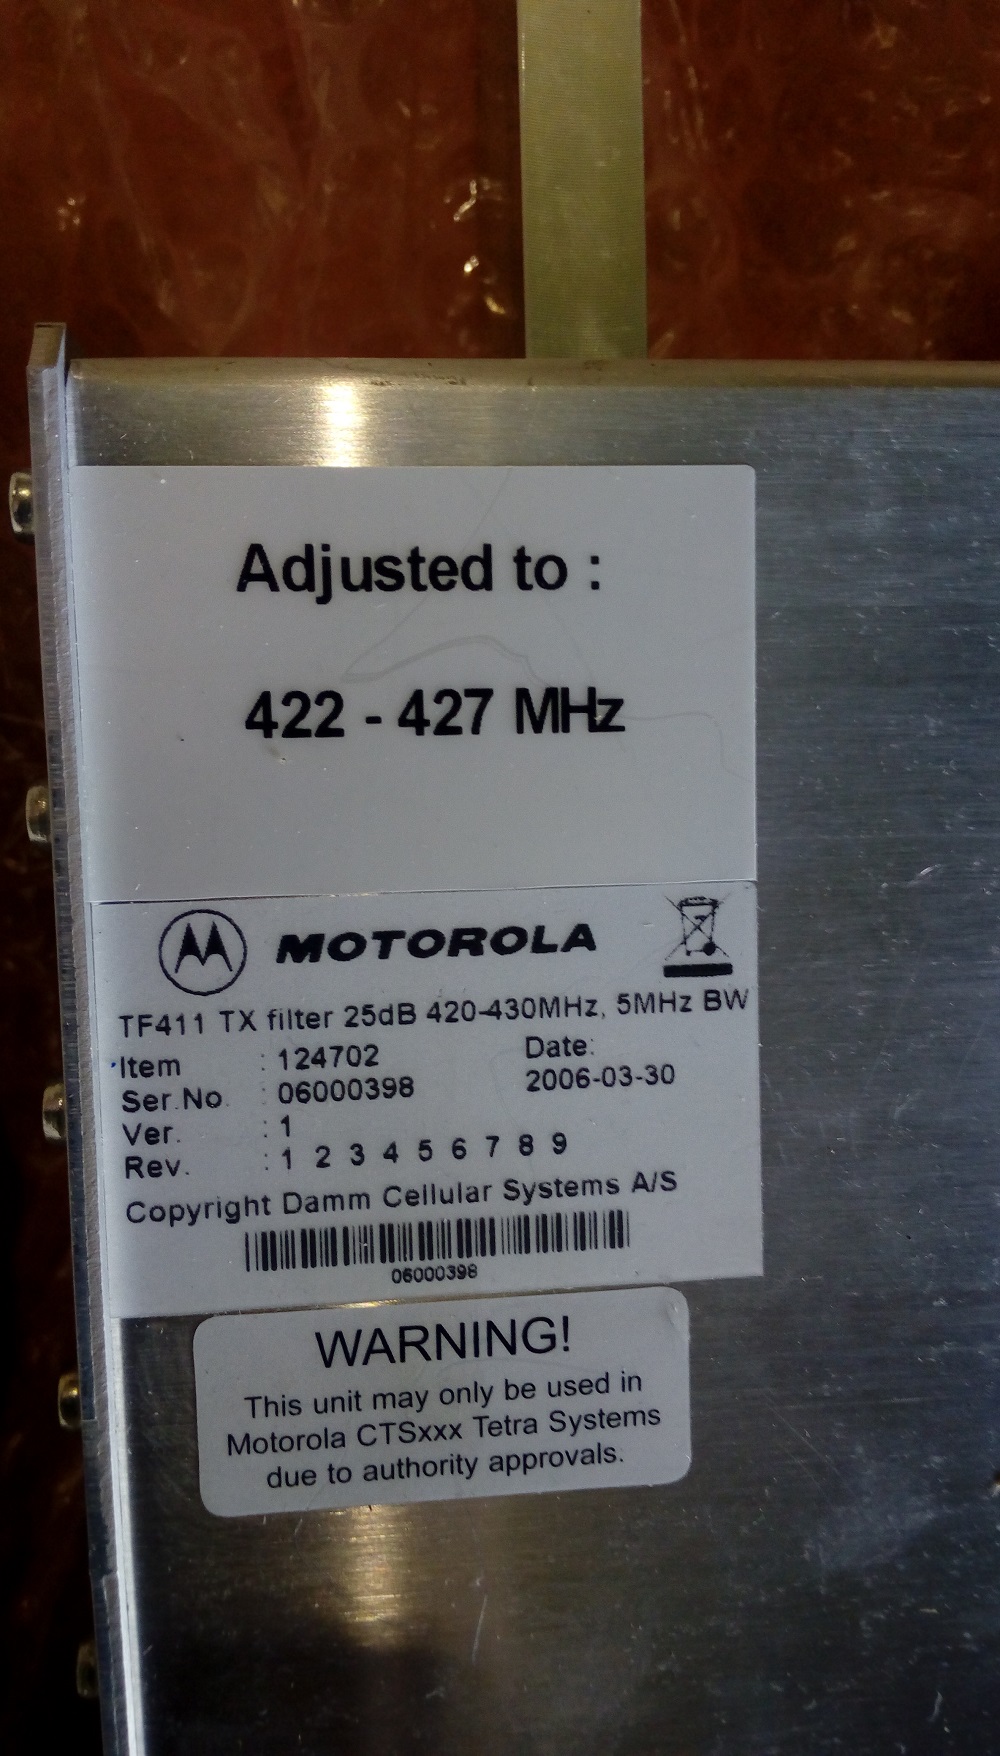 Adjusted to :
422 - 427 MHz
MOTOROLA
TF411 TX filter 25dB 420-430MHz, 5MHz BW
Item : 124702 Date:
Ser.No. : 06000398 2006-03-30
Ver. : 1
Rev. : 1 2 3 4 5 6 7 8 9
Copyright Damm Cellular Systems A/S
06000398
WARNING!
This unit may only be used in
Motorola CTSxxx Tetra Systems
due to authority approvals.